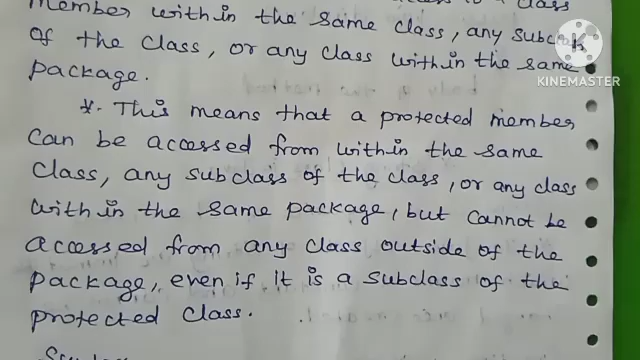 member within the same class, any subclass
of the class, or any class within the same
package.
*. This means that a protected member
can be accessed from within the same
class, any subclass of the class, or any class
within the same package, but cannot be
accessed from any class outside of the
package, even if it is a subclass of the
protected class.
K
KINEMASTER